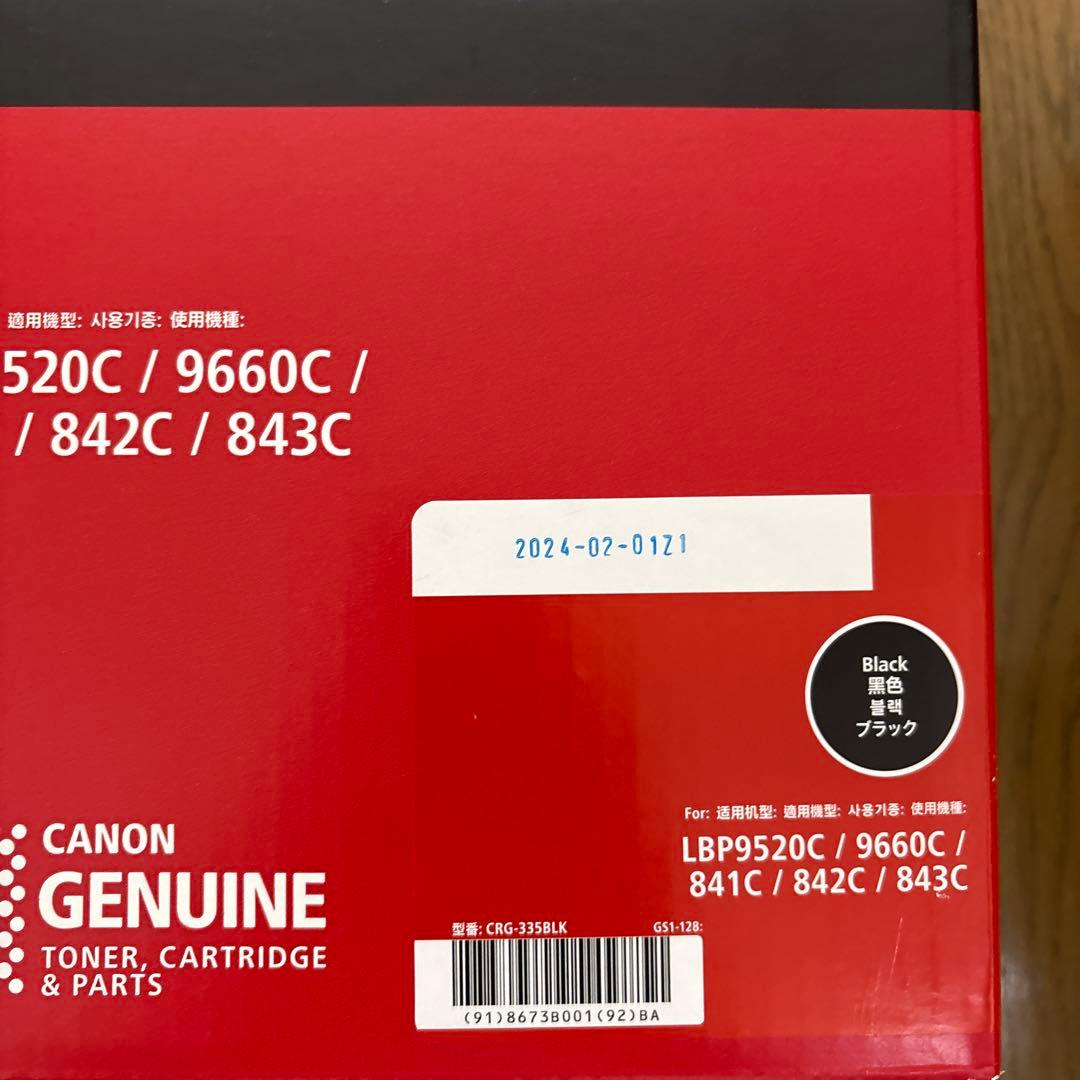 適用機型: 사용기종: 使用機種:
520C / 9660C /
/ 842C / 843C
2024-02-01Z1
Black
黑色
블랙
ブラック
For: 适用机型: 適用機型: 사용기종: 使用機種:
LBP9520C / 9660C /
841C / 842C / 843C
CANON
GENUINE
TONER, CARTRIDGE
& PARTS
型番: CRG-335BLK GS1-128:
(91)8673B001(92)BA